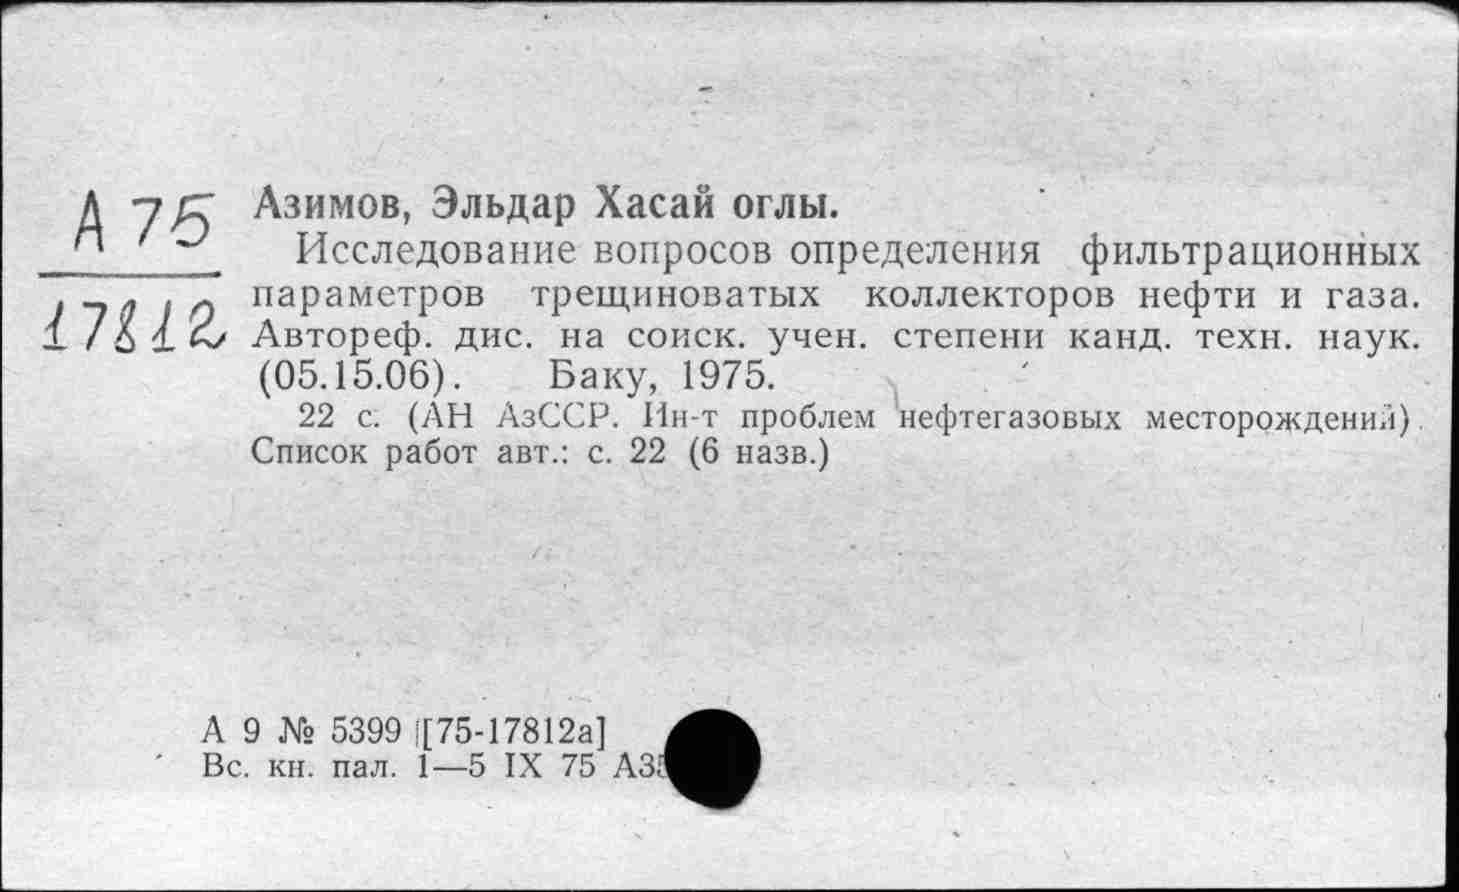 А 75
17812
Азимов, Эльдар Хасай оглы.
Исследование вопросов определения фильтрационных
параметров трещиноватых коллекторов нефти и газа.
Автореф. дис. на соиск. учен. степени канд. техн. наук.
(05.15.06). Баку, 1975.
22 с. (АН АзССР. Ин-т проблем нефтегазовых месторождений).
Список работ авт.: с. 22 (6 назв.)
А 9 № 5399 [75-17812а]
Вс. кн. пал. 1—5 IX 75